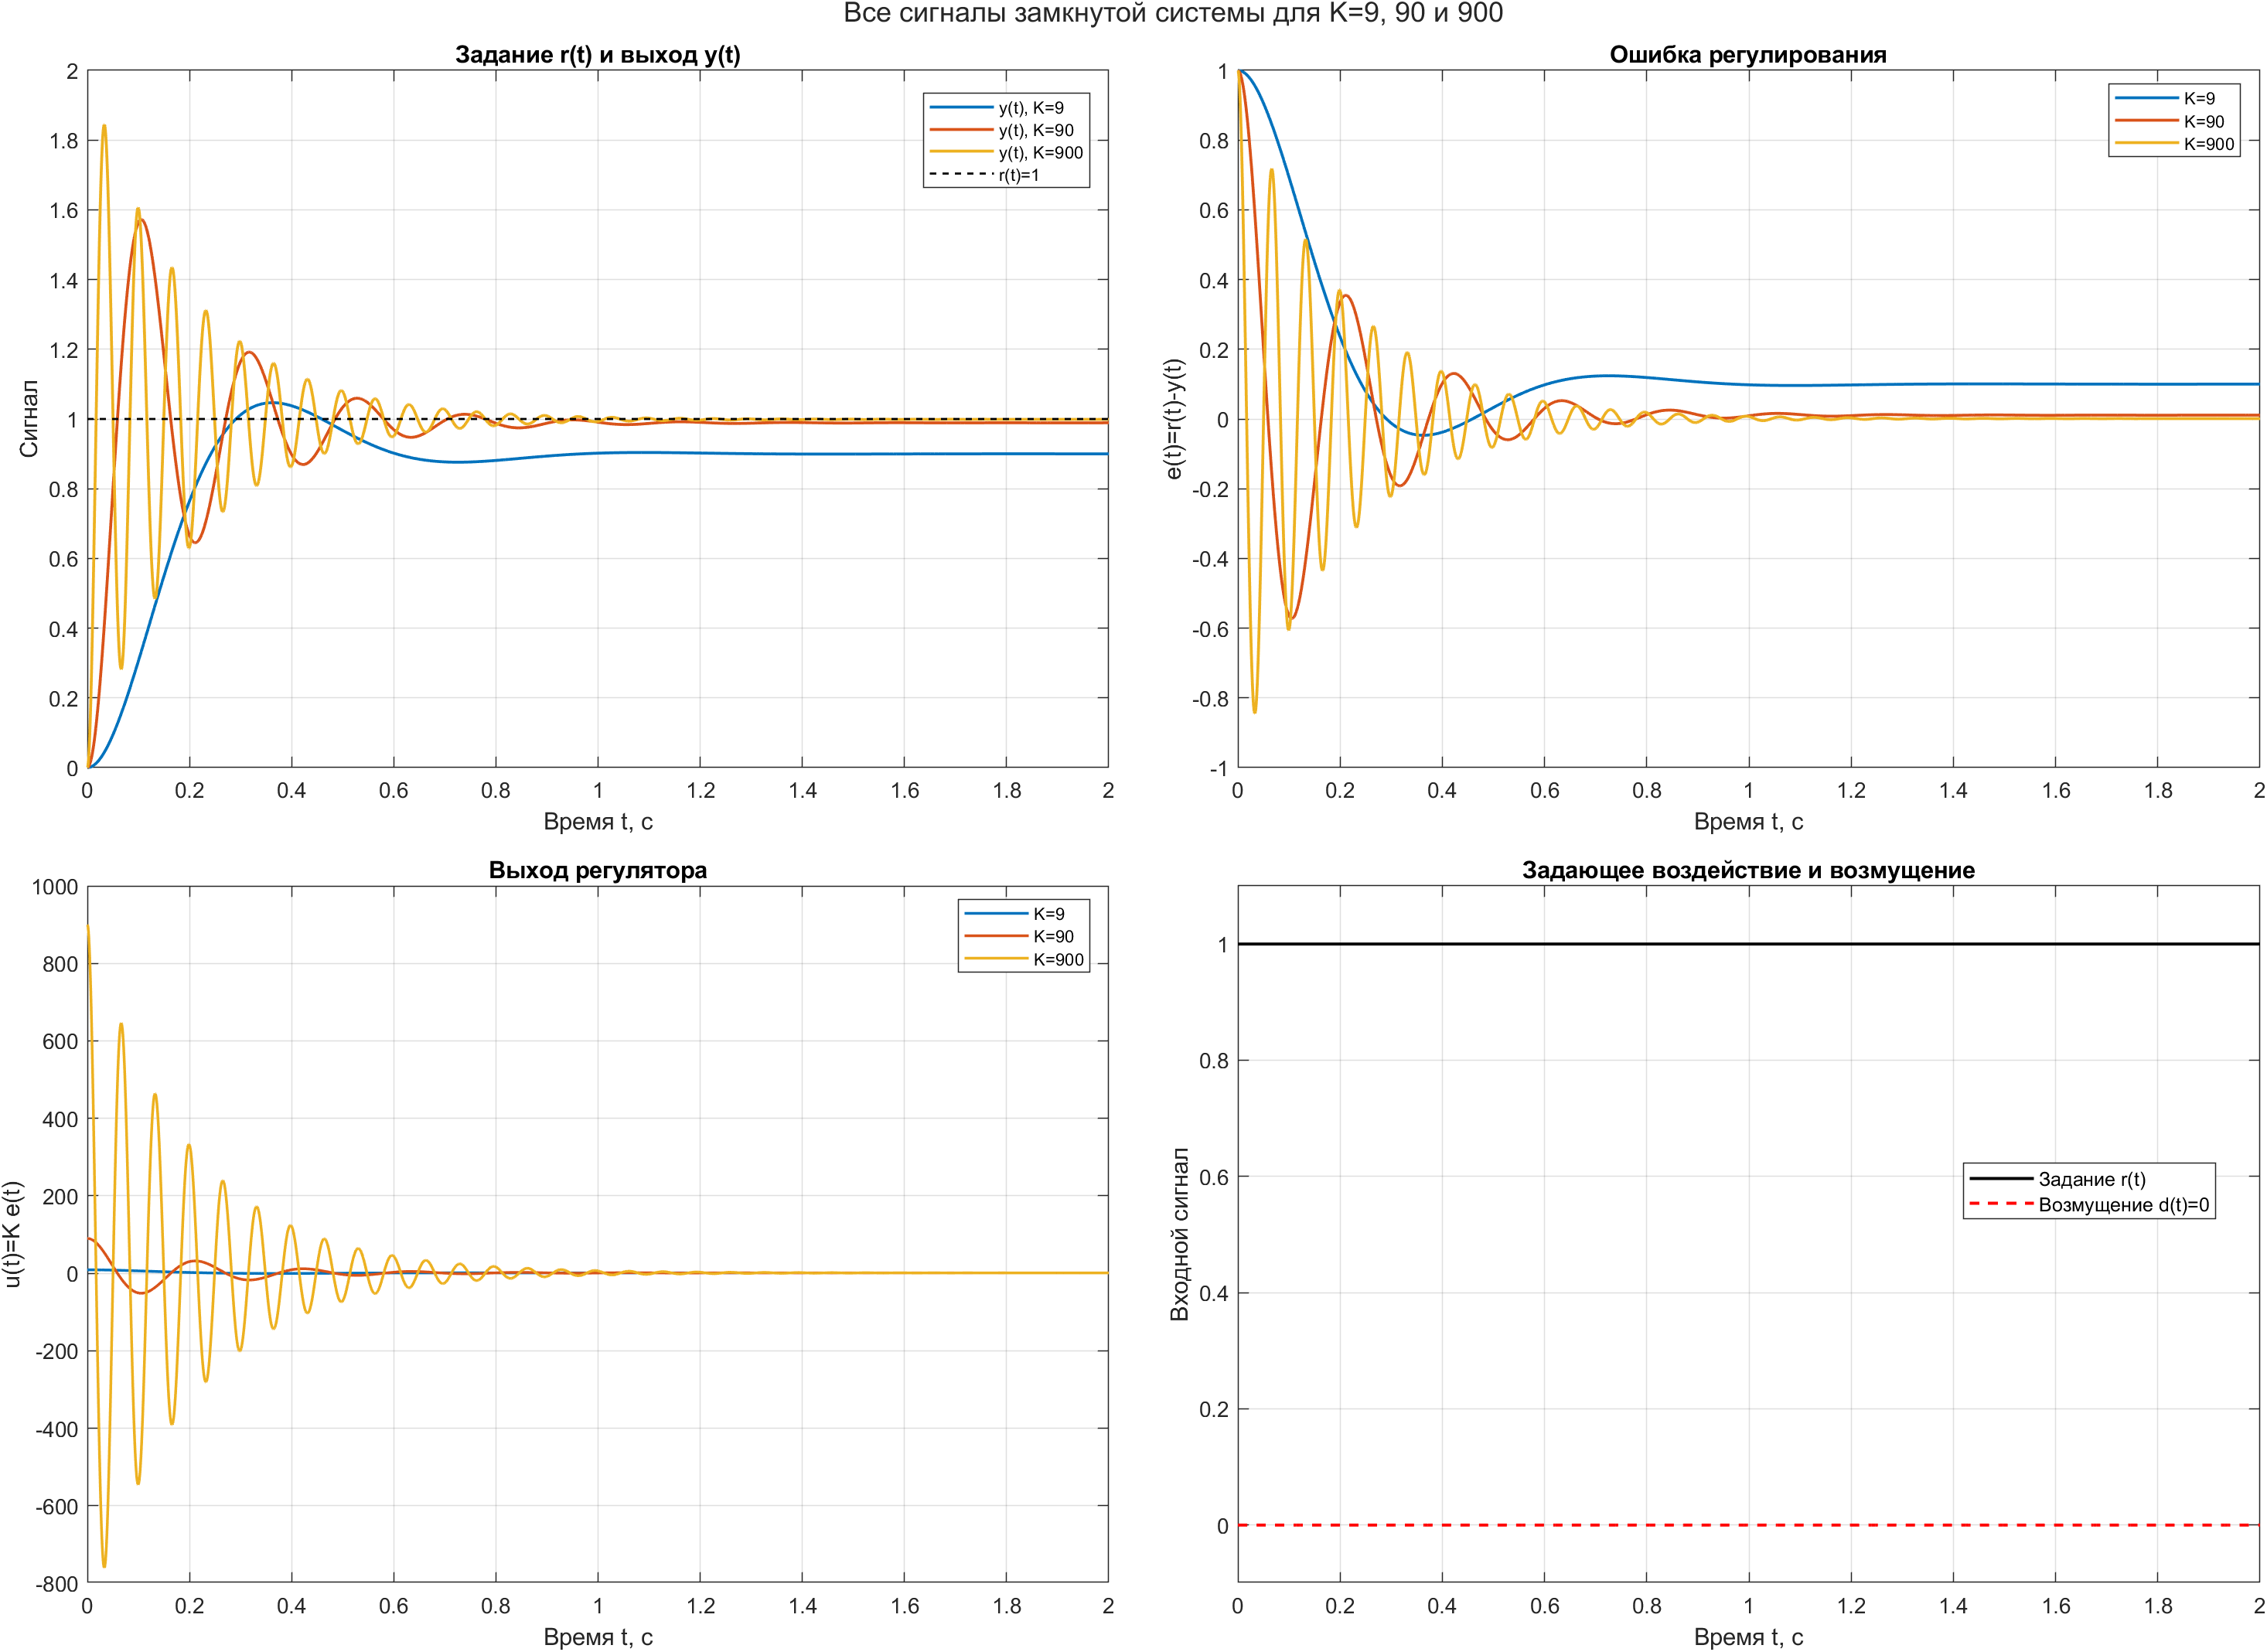 Все сигналы замкнутой системы для K=9, 90 и 900
Задание r(t) и выход y(t)
2
1.8
1.6
1.4
1.2
1
0.8
0.6
0.4
0.2
0
Сигнал
y(t), K=9
y(t), K=90
y(t), K=900
r(t)=1
0 0.2 0.4 0.6 0.8 1 1.2 1.4 1.6 1.8 2
Время t, с
Ошибка регулирования
1
0.8
0.6
0.4
0.2
0
-0.2
-0.4
-0.6
-0.8
-1
e(t)=r(t)-y(t)
K=9
K=90
K=900
0 0.2 0.4 0.6 0.8 1 1.2 1.4 1.6 1.8 2
Время t, с
Выход регулятора
1000
800
600
400
200
0
-200
-400
-600
-800
u(t)=K e(t)
K=9
K=90
K=900
0 0.2 0.4 0.6 0.8 1 1.2 1.4 1.6 1.8 2
Время t, с
Задающее воздействие и возмущение
1
0.8
0.6
0.4
0.2
0
Входной сигнал
Задание r(t)
Возмущение d(t)=0
0 0.2 0.4 0.6 0.8 1 1.2 1.4 1.6 1.8 2
Время t, с